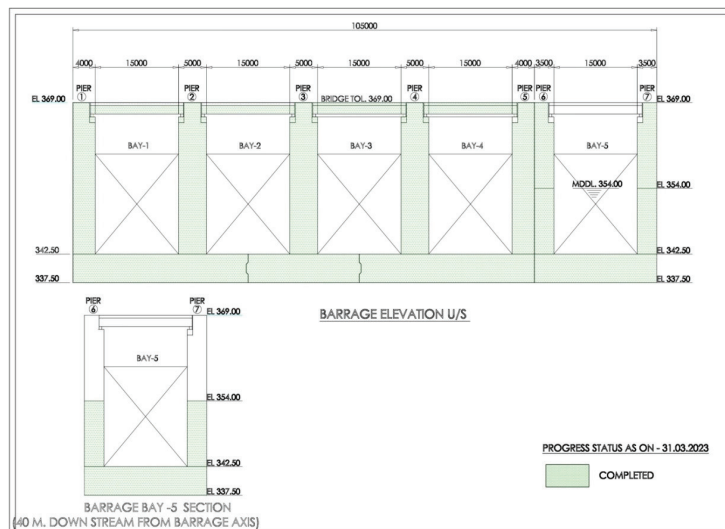 105000
4000 15000 5000 15000 5000 15000 5000 15000 4000 3500 15000 3500
PIER ① PIER ② PIER ③ PIER ④ PIER ⑤ PIER ⑥ PIER ⑦
EL 369.00 BRIDGE TOL. 369.00 EL 369.00
BAY-1 BAY-2 BAY-3 BAY-4 BAY-5
MDDL. 354.00 EL 354.00
342.50 EL 342.50
337.50 EL 337.50
BARRAGE ELEVATION U/S
PIER ⑥ PIER ⑦
EL 369.00
BAY-5
EL 354.00
EL 342.50
EL 337.50
BARRAGE BAY -5 SECTION
(40 M. DOWN STREAM FROM BARRAGE AXIS)
PROGRESS STATUS AS ON - 31.03.2023
COMPLETED